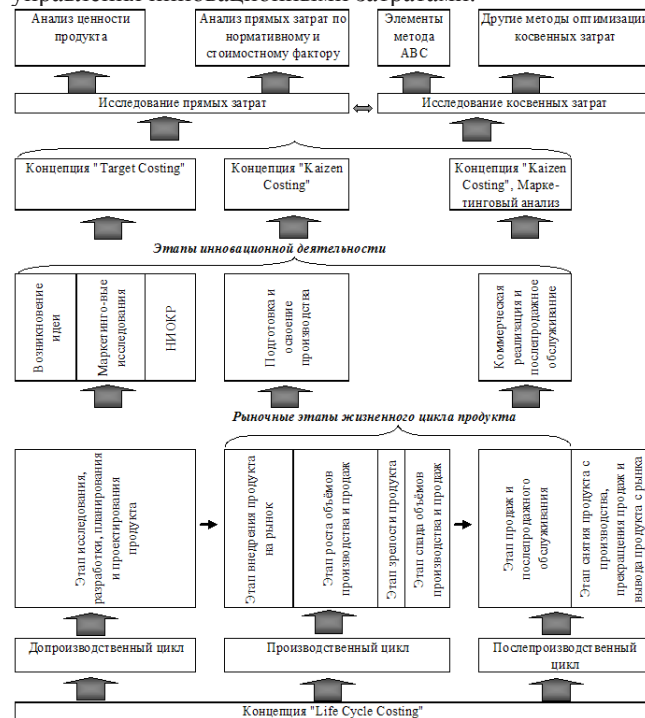 управления инновационными затратами.
Анализ ценности
продукта
Анализ прямых затрат по
нормативному и
стоимостному фактору
Элементы
метода
АВС
Другие методы оптимизации
косвенных затрат
Исследование прямых затрат
Исследование косвенных затрат
Концепция "Target Costing"
Концепция "Kaizen
Costing"
Концепция "Kaizen
Costing", Марке-
тинговый анализ
Этапы инновационной деятельности
Возникновение
идеи
Маркетинго-вые
исследования
НИОКР
Подготовка и
освоение
производства
Коммерческая
реализация и
послепродажное
обслуживание
Рыночные этапы жизненного цикла продукта
Этап исследования,
разработки, планирования
и проектирования
продукта
Этап внедрения продукта
на рынок
Этап роста объёмов
производства и продаж
Этап зрелости продукта
Этап спада объёмов
производства и продаж
Этап продаж и
послепродажного
обслуживания
Этап снятия продукта с
производства,
прекращения продаж и
вывода продукта с рынка
Допроизводственный цикл
Производственный цикл
Послепроизводственный
цикл
Концепция "Life Cycle Costing"